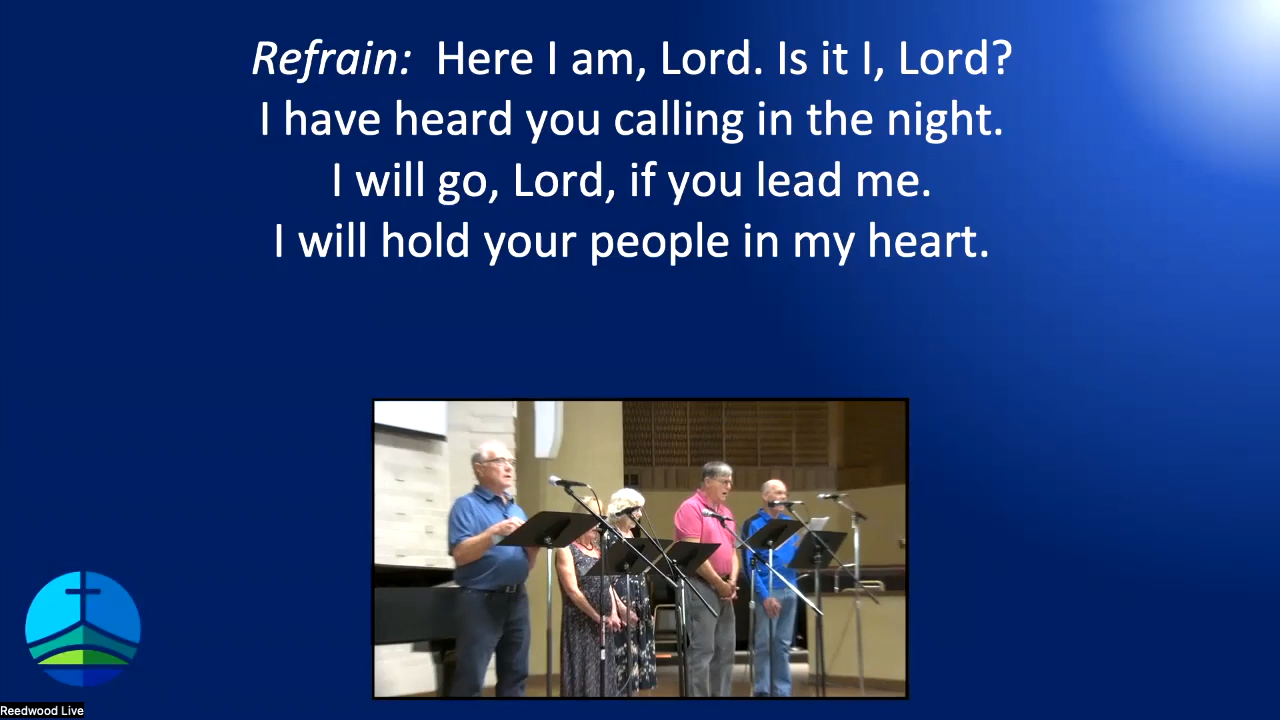 Refrain: Here I am, Lord. Is it I, Lord?
I have heard you calling in the night.
I will go, Lord, if you lead me.
I will hold your people in my heart.
Reedwood Live